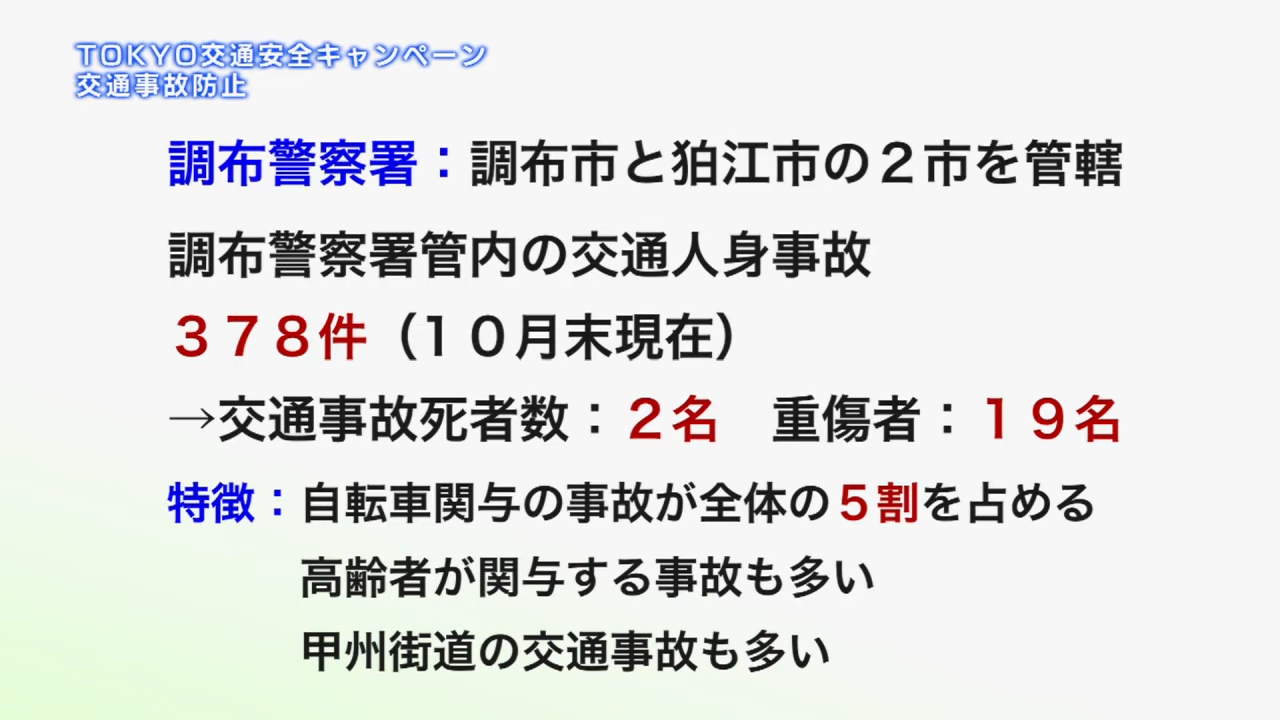 TOKYO交通安全キャンペーン
交通事故防止
調布警察署：調布市と狛江市の２市を管轄
調布警察署管内の交通人身事故
３７８件（１０月末現在）
→交通事故死者数：２名　重傷者：１９名
特徴：自転車関与の事故が全体の５割を占める
高齢者が関与する事故も多い
甲州街道の交通事故も多い